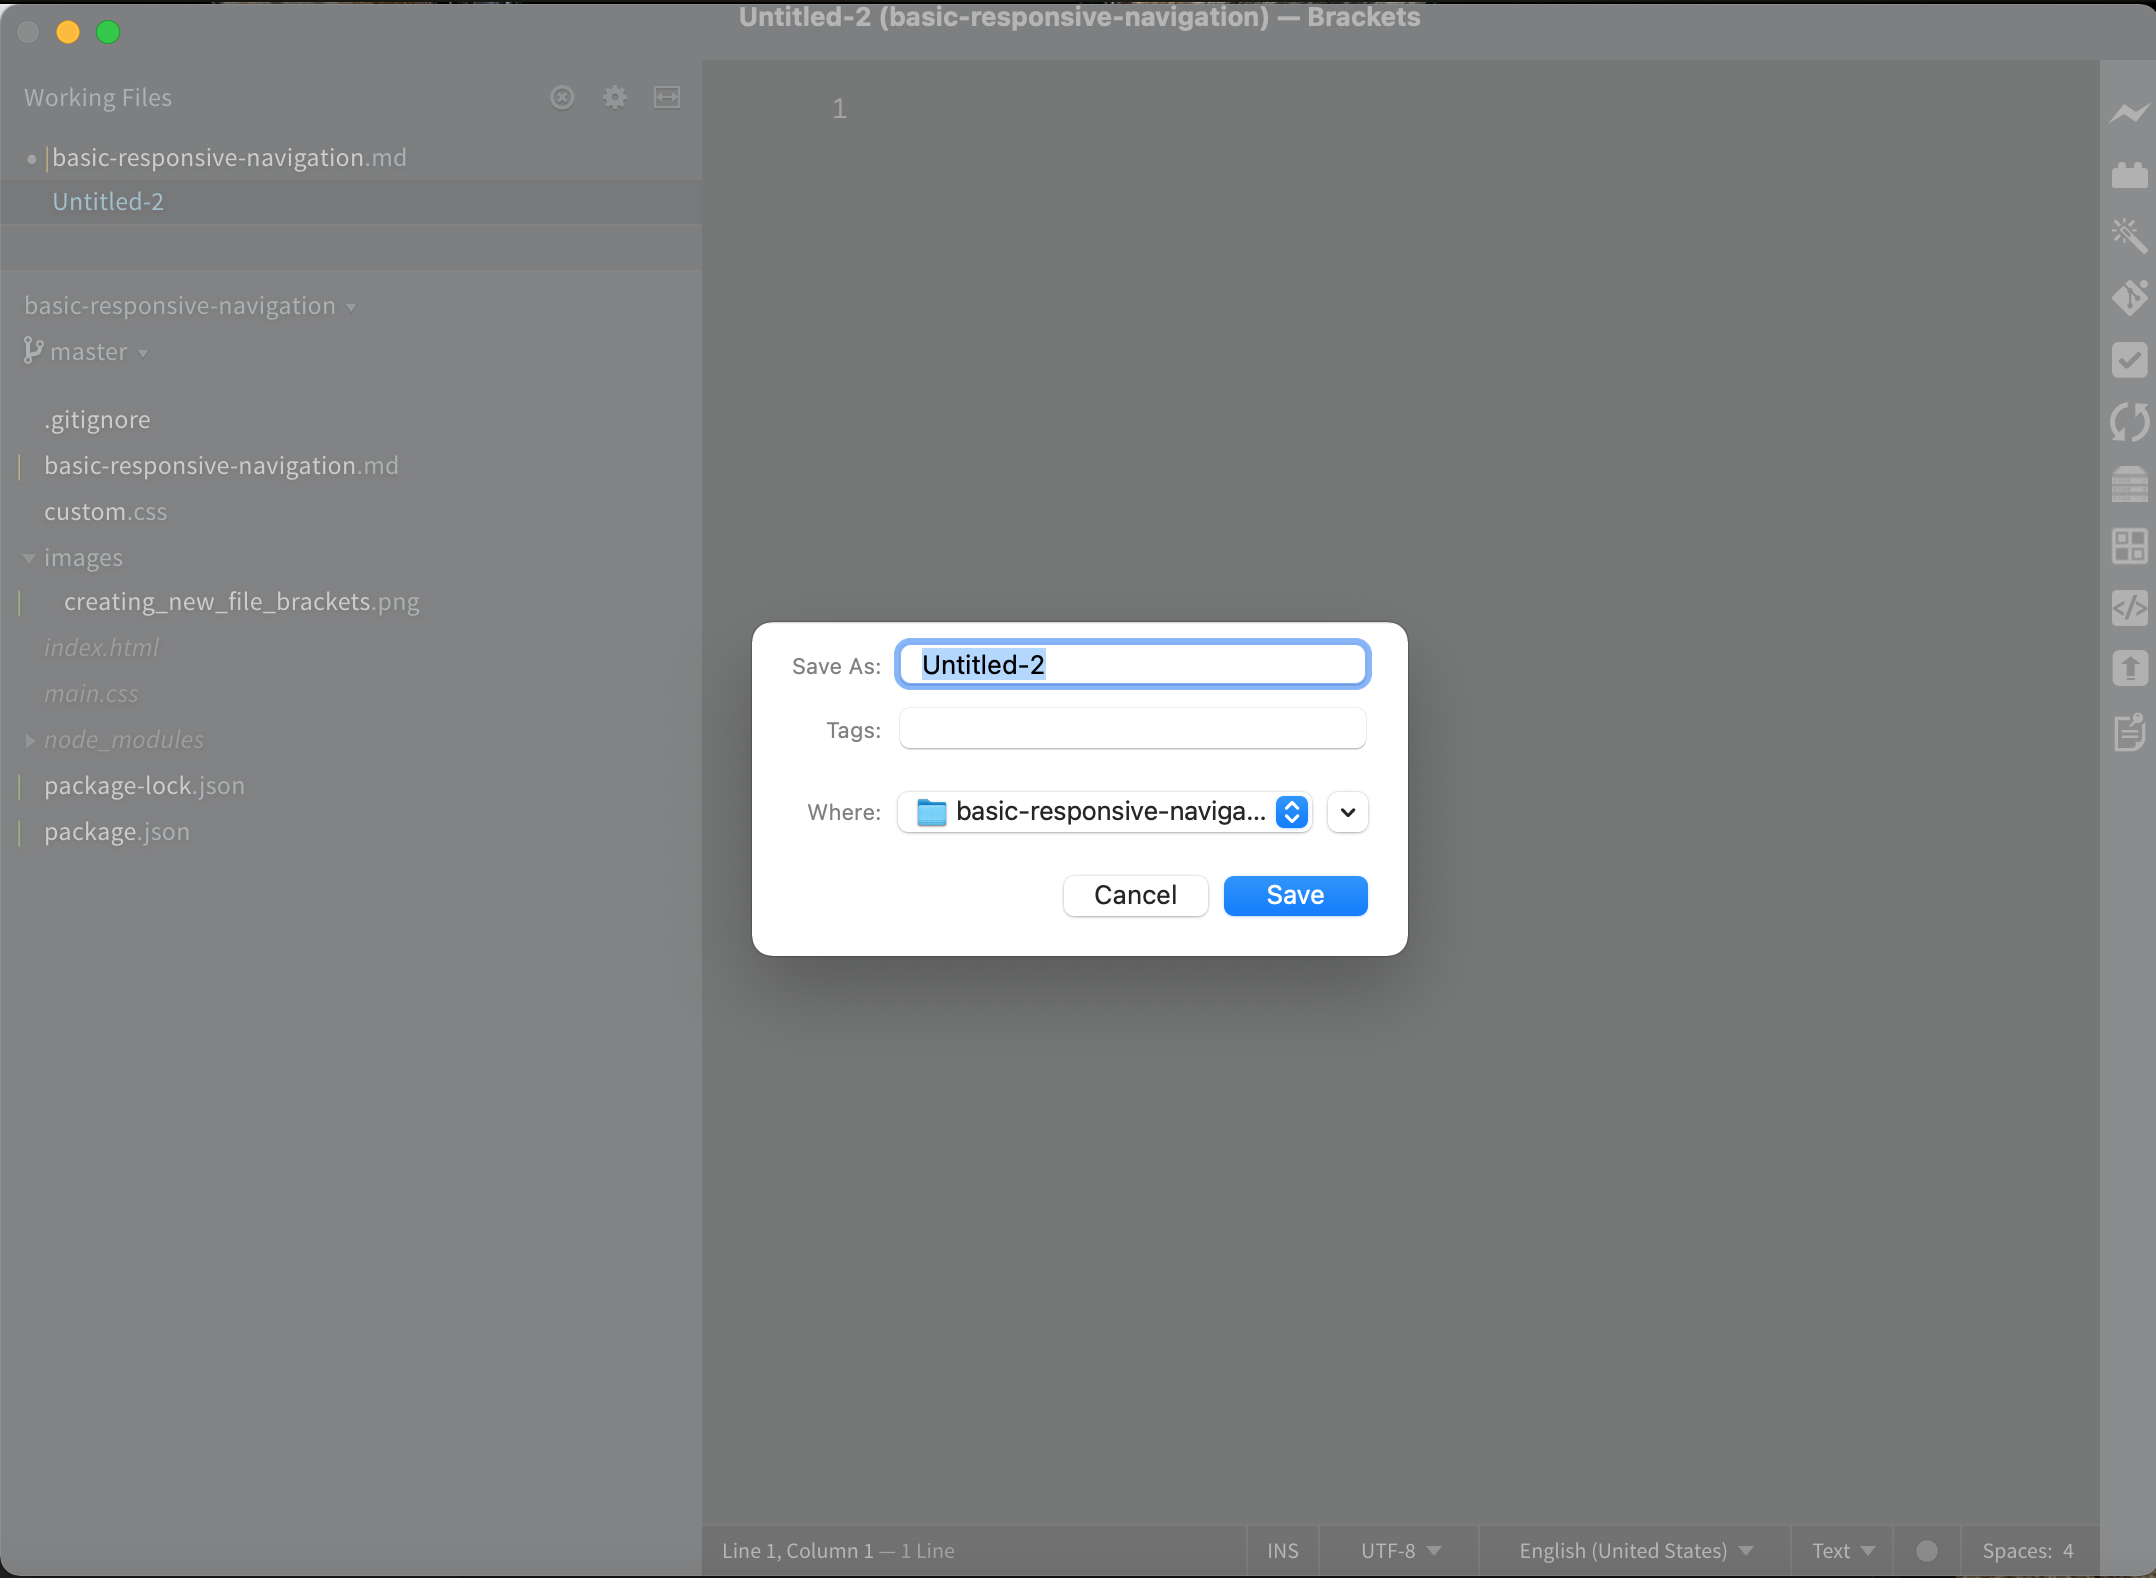 Untitled-2 (basic-responsive-navigation) — Brackets
Working Files
basic-responsive-navigation.md
Untitled-2
basic-responsive-navigation
master
.gitignore
basic-responsive-navigation.md
custom.css
images
creating_new_file_brackets.png
index.html
main.css
node_modules
package-lock.json
package.json
1
Save As: Untitled-2
Tags:
Where: basic-responsive-naviga...
Cancel Save
Line 1, Column 1 — 1 Line INS UTF-8 English (United States) Text Spaces: 4